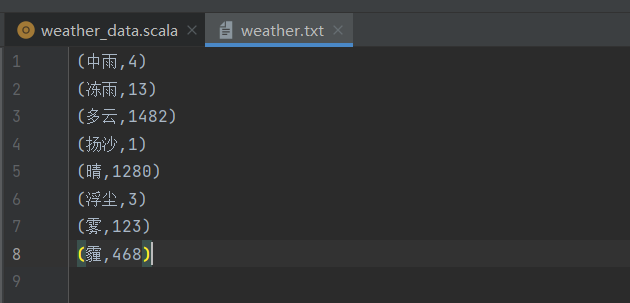 weather_data.scala weather.txt
1 (中雨,4)
2 (冻雨,13)
3 (多云,1482)
4 (扬沙,1)
5 (晴,1280)
6 (浮尘,3)
7 (雾,123)
8 (霾,468)
9